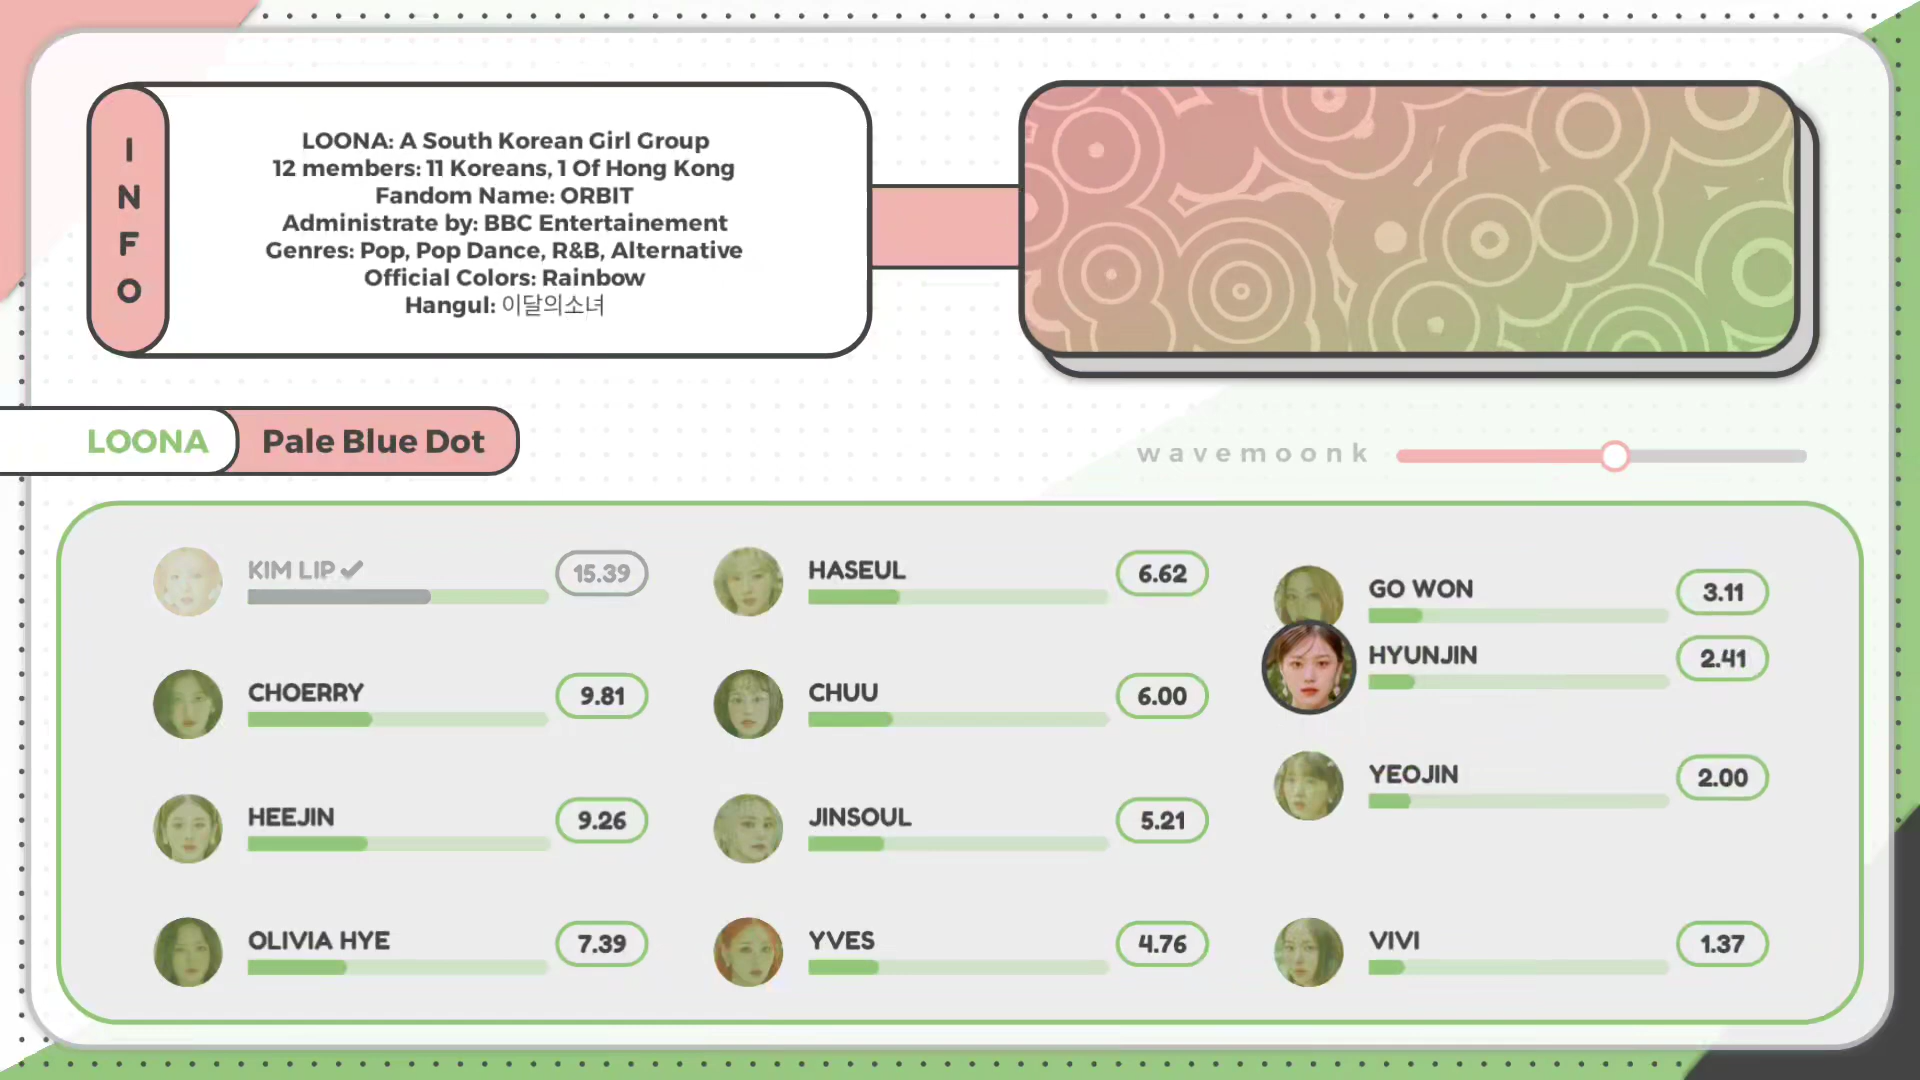 INFO
LOONA: A South Korean Girl Group
12 members: 11 Koreans, 1 Of Hong Kong
Fandom Name: ORBIT
Administrate by: BBC Entertainement
Genres: Pop, Pop Dance, R&B, Alternative
Official Colors: Rainbow
Hangul: 이달의소녀
LOONA Pale Blue Dot
wavemoonk
KIM LIP ✔ 15.39
CHOERRY 9.81
HEEJIN 9.26
OLIVIA HYE 7.39
HASEUL 6.62
CHUU 6.00
JINSOUL 5.21
YVES 4.76
GO WON 3.11
HYUNJIN 2.41
YEOJIN 2.00
VIVI 1.37